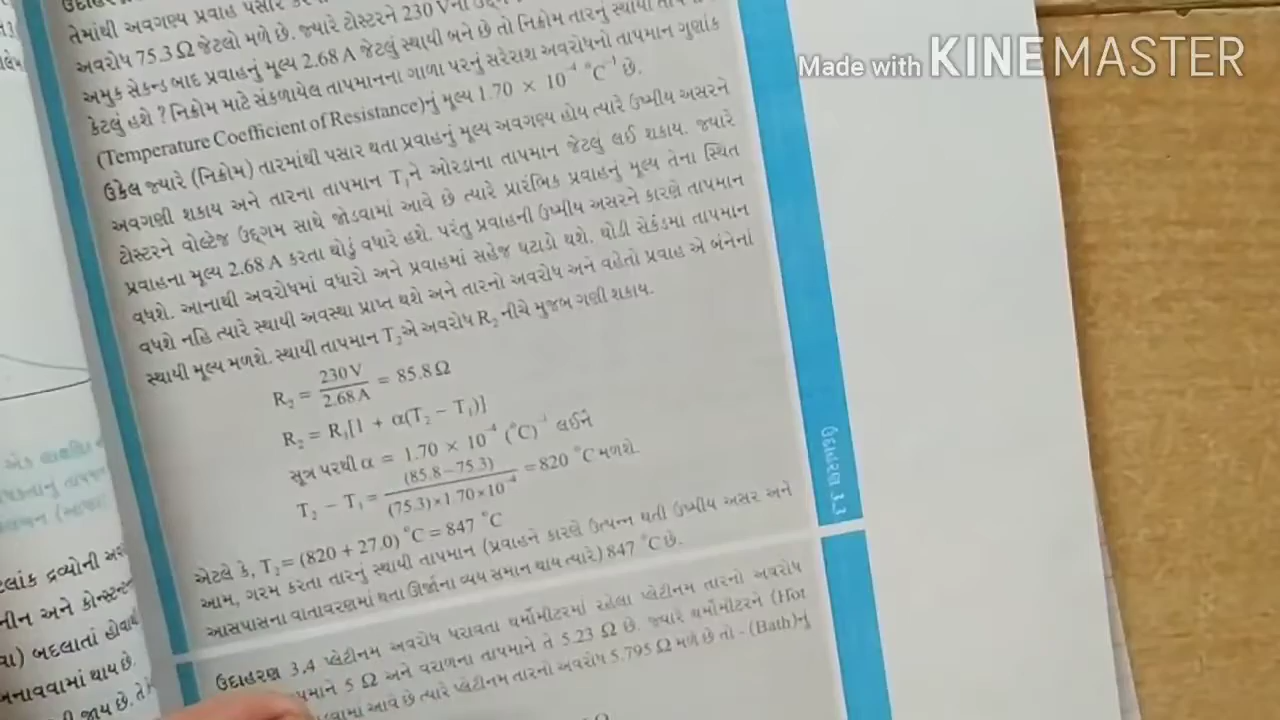 Made with KINEMASTER
તેમાંથી અવગણ્ય પ્રવાહ પસાર
અવરોધ 75.3 Ω જેટલો મળે છે. જ્યારે ટોસ્ટરને 230 Vના
અમુક સેકન્ડ બાદ પ્રવાહનું મૂલ્ય 2.68 A જેટલું સ્થાયી બને છે તો નિક્રોમ તારનું સ્થાયી
કેટલું હશે ? નિક્રોમ માટે સંકળાયેલ તાપમાનના ગાળા પરનું સરેરાશ અવરોધનો તાપમાન ગુણાંક
(Temperature Coefficient of Resistance)નું મૂલ્ય 1.70 × 10⁻⁴ °C⁻¹ છે.
ઉકેલ જ્યારે (નિક્રોમ) તારમાંથી પસાર થતા પ્રવાહનું મૂલ્ય અવગણ્ય હોય ત્યારે ઉષ્મીય અસરને
અવગણી શકાય અને તારના તાપમાન T₁ને ઓરડાના તાપમાન જેટલું લઈ શકાય. જ્યારે
ટોસ્ટરને વોલ્ટેજ ઉદ્ગમ સાથે જોડવામાં આવે છે ત્યારે પ્રારંભિક પ્રવાહનું મૂલ્ય તેના સ્થિત
પ્રવાહના મૂલ્ય 2.68 A કરતા થોડું વધારે હશે. પરંતુ પ્રવાહની ઉષ્મીય અસરને કારણે તાપમાન
વધશે. આનાથી અવરોધમાં વધારો અને પ્રવાહમાં સહેજ ઘટાડો થશે. થોડી સેકંડમાં તાપમાન
વધશે નહિ ત્યારે સ્થાયી અવસ્થા પ્રાપ્ત થશે અને તારનો અવરોધ અને વહેતો પ્રવાહ એ બંનેનાં
સ્થાયી મૂલ્ય મળશે. સ્થાયી તાપમાન T₂એ અવરોધ R₂ નીચે મુજબ ગણી શકાય.
R₂ = 230 V / 2.68 A = 85.8 Ω
R₂ = R₁[1 + α(T₂ − T₁)]
સૂત્ર પરથી α = 1.70 × 10⁻⁴ (°C)⁻¹ લઈને
T₂ − T₁ = (85.8 − 75.3) / (75.3) × 1.70 × 10⁻⁴ = 820 °C મળશે.
એટલે કે, T₂ = (820 + 27.0) °C = 847 °C
આમ, ગરમ કરતા તારનું સ્થાયી તાપમાન (પ્રવાહને કારણે ઉત્પન્ન થતી ઉષ્મીય અસર અને
આસપાસના વાતાવરણમાં થતા ઊર્જાના વ્યય સમાન થાય ત્યારે) 847 °C છે.
ઉદાહરણ 3.3
ઉદાહરણ 3.4 પ્લેટીનમ અવરોધ ધરાવતા થર્મોમીટરમાં રહેલા પ્લેટીનમ તારનો અવરોધ
5 Ω અને વરાળના તાપમાને તે 5.23 Ω છે. જ્યારે થર્મોમીટરને (Hot
આવે છે ત્યારે પ્લેટીનમ તારનો અવરોધ 5.795 Ω મળે છે તો - (Bath)નું
દ્રવ્યોની
અને
બદલાતાં
બનાવવામાં થાય છે.
જાય છે.